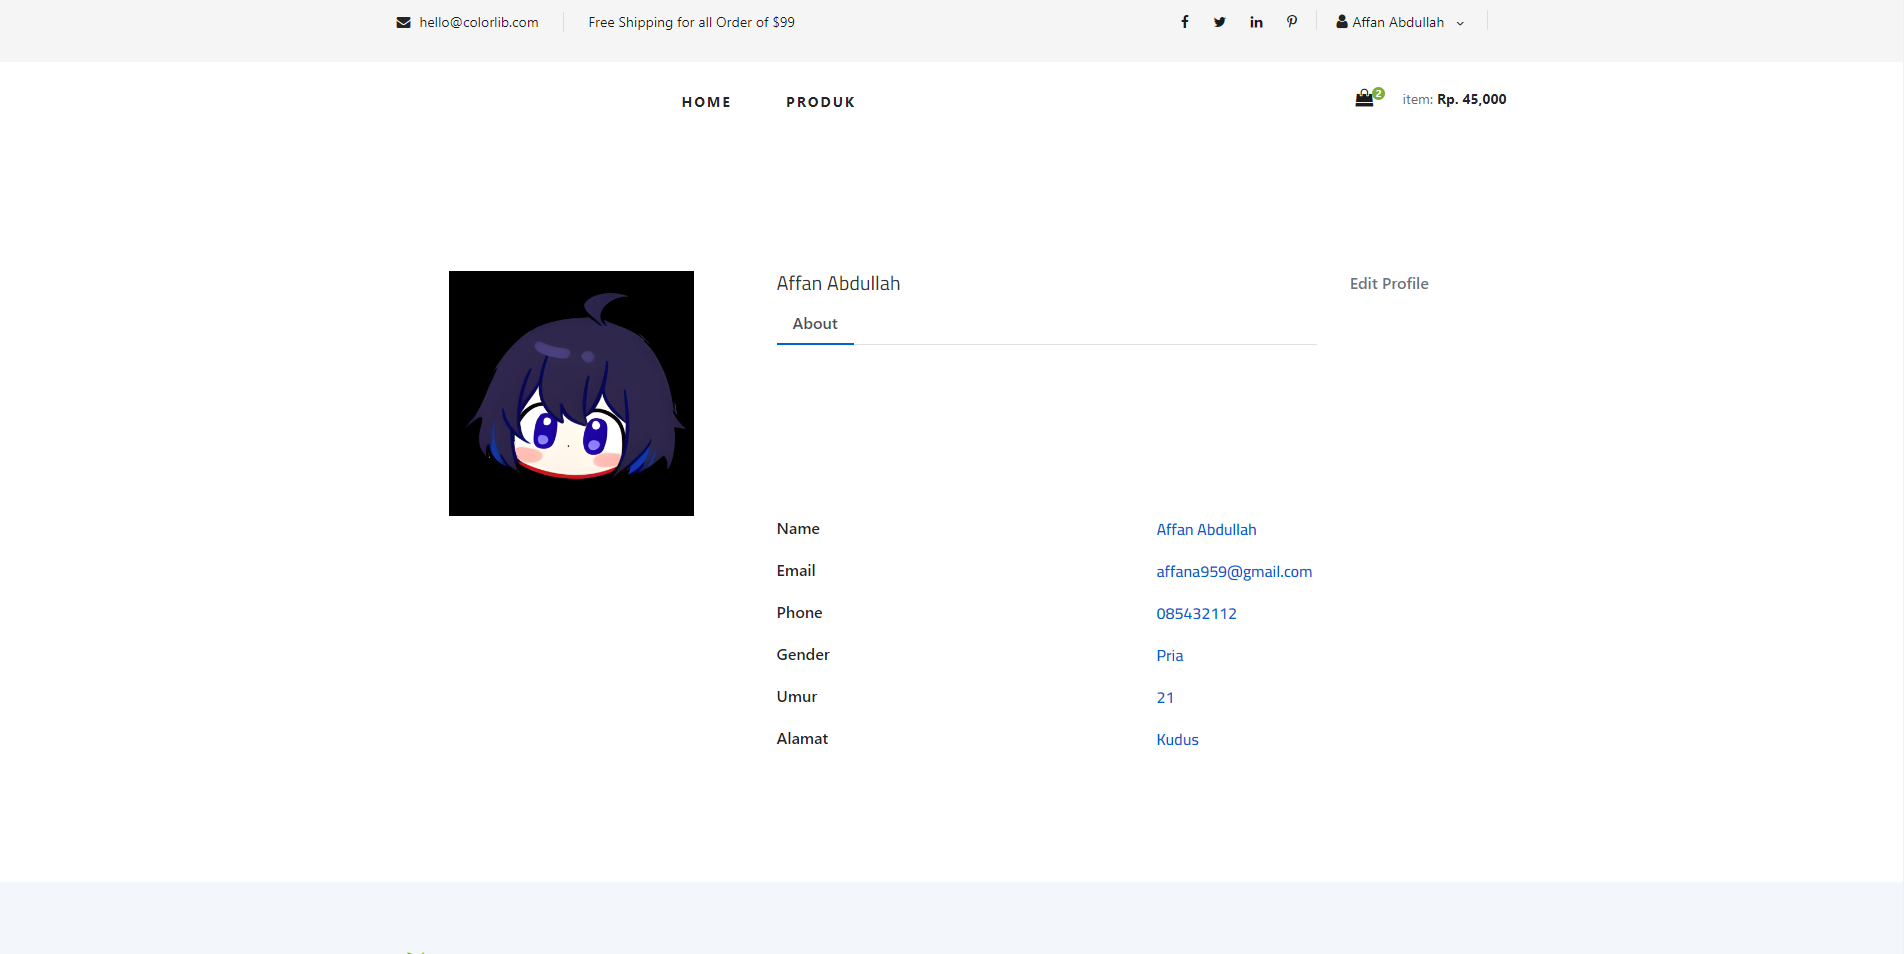 hello@colorlib.com
Free Shipping for all Order of $99
Affan Abdullah
HOME
PRODUK
2
item: Rp. 45,000
Affan Abdullah
Edit Profile
About
Name
Affan Abdullah
Email
affana959@gmail.com
Phone
085432112
Gender
Pria
Umur
21
Alamat
Kudus